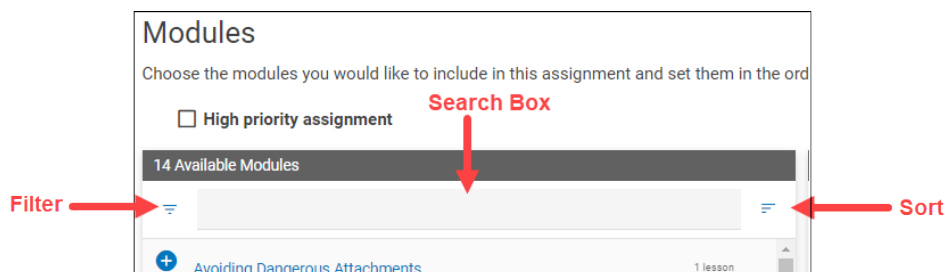 Modules
Choose the modules you would like to include in this assignment and set them in the ord
Search Box
High priority assignment
14 Available Modules
Filter
Sort
Avoiding Dangerous Attachments
1 lesson